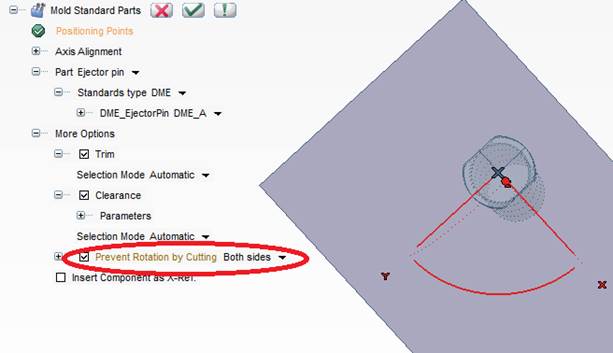 Mold Standard Parts
Positioning Points
Axis Alignment
Part Ejector pin
Standards type DME
DME_EjectorPin DME_A
More Options
Trim
Selection Mode Automatic
Clearance
Parameters
Selection Mode Automatic
Prevent Rotation by Cutting Both sides
Insert Component as X-Ref.
X
Y
X